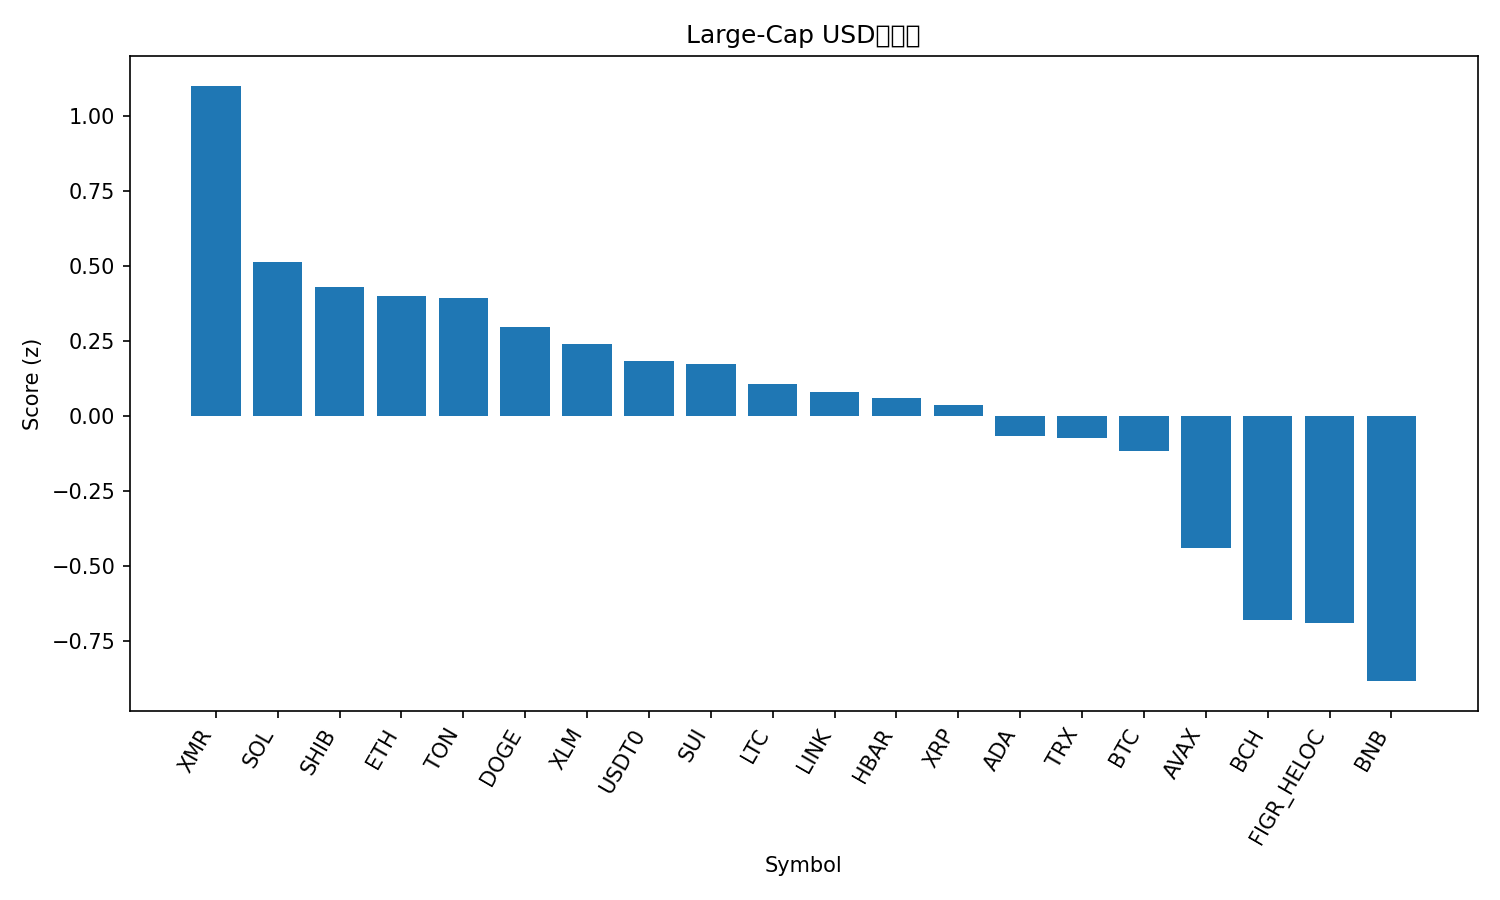 Large-Cap USD
Score (z)
1.00
0.75
0.50
0.25
0.00
−0.25
−0.50
−0.75
XMR
SOL
SHIB
ETH
TON
DOGE
XLM
USDT0
SUI
LTC
LINK
HBAR
XRP
ADA
TRX
BTC
AVAX
BCH
FIGR_HELOC
BNB
Symbol